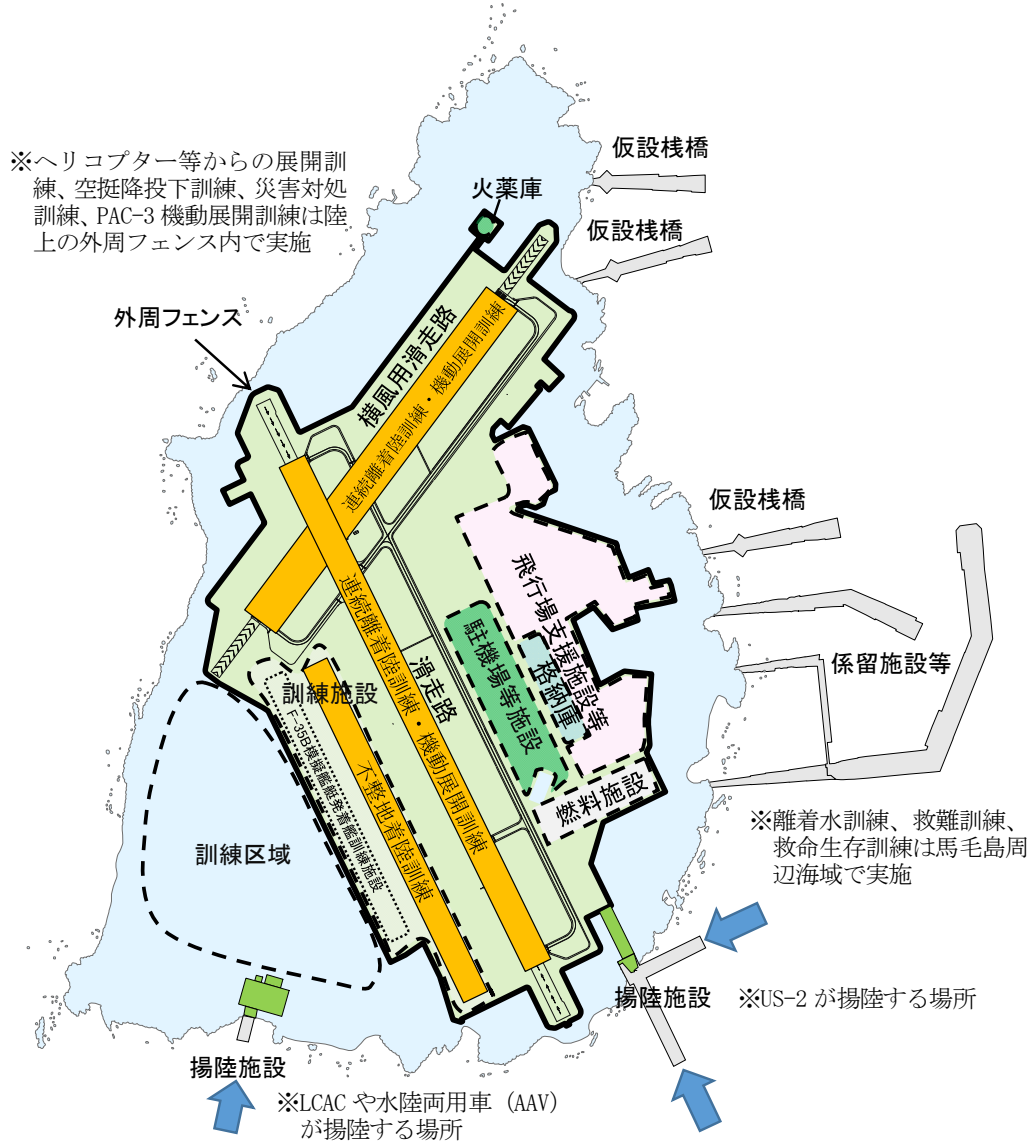 仮設桟橋
※ヘリコプター等からの展開訓
練、空挺降投下訓練、災害対処
訓練、PAC-3 機動展開訓練は陸
上の外周フェンス内で実施
火薬庫
仮設桟橋
外周フェンス
横風用滑走路
連続離着陸訓練・機動展開訓練
仮設桟橋
飛行場支援施設等
連続離着陸訓練・機動展開訓練
駐機場等施設
格納庫
滑走路
係留施設等
訓練施設
F-35B模擬艦艇発着艦訓練施設
不整地着陸訓練
燃料施設
訓練区域
※離着水訓練、救難訓練、
救命生存訓練は馬毛島周
辺海域で実施
揚陸施設
※US-2 が揚陸する場所
揚陸施設
※LCAC や水陸両用車（AAV）
が揚陸する場所